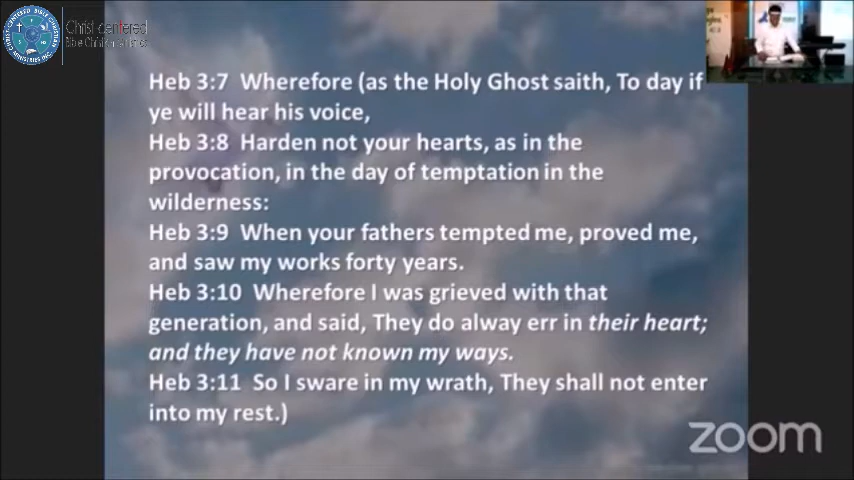 Christ-centered
Heb 3:7 Wherefore (as the Holy Ghost saith, To day if
ye will hear his voice,
Heb 3:8 Harden not your hearts, as in the
provocation, in the day of temptation in the
wilderness:
Heb 3:9 When your fathers tempted me, proved me,
and saw my works forty years.
Heb 3:10 Wherefore I was grieved with that
generation, and said, They do alway err in their heart;
and they have not known my ways.
Heb 3:11 So I sware in my wrath, They shall not enter
into my rest.)
zoom